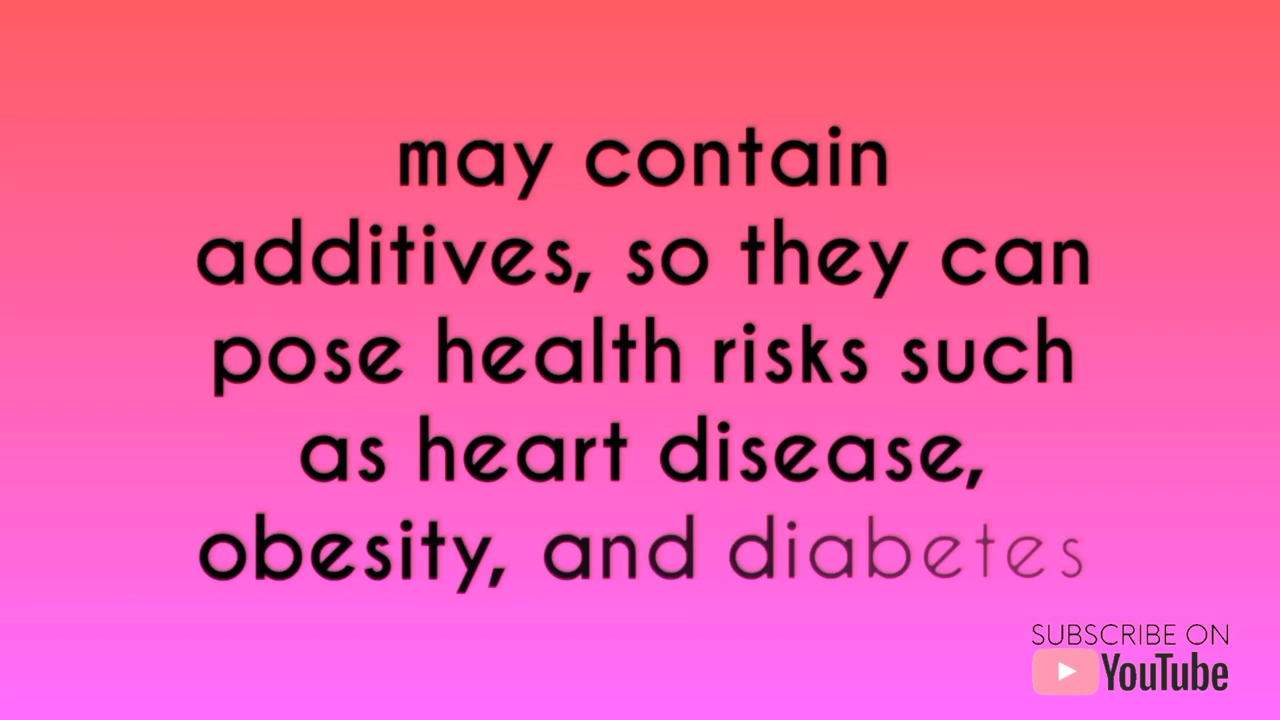 may contain
additives, so they can
pose health risks such
as heart disease,
obesity, and diabetes
SUBSCRIBE ON
YouTube